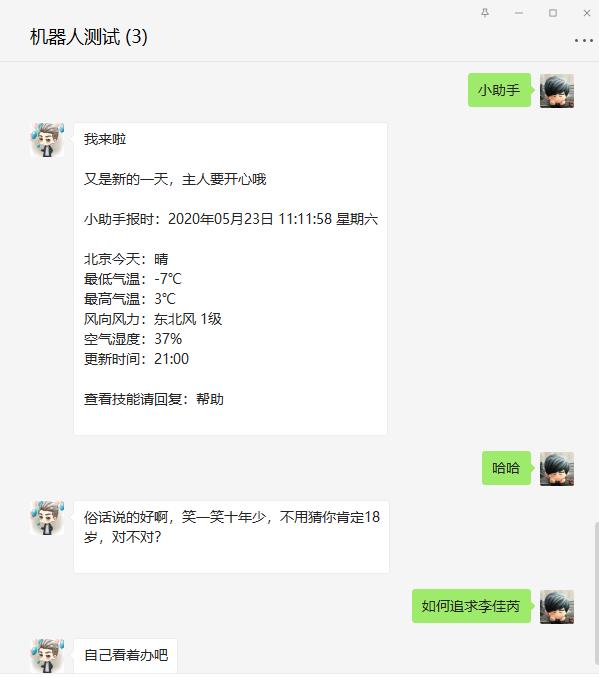 机器人测试 (3)
小助手
我来啦
又是新的一天，主人要开心哦
小助手报时：2020年05月23日 11:11:58 星期六
北京今天：晴
最低气温：-7℃
最高气温：3℃
风向风力：东北风 1级
空气湿度：37%
更新时间：21:00
查看技能请回复：帮助
哈哈
俗话说的好啊，笑一笑十年少，不用猜你肯定18
岁，对不对？
如何追求李佳芮
自己看着办吧